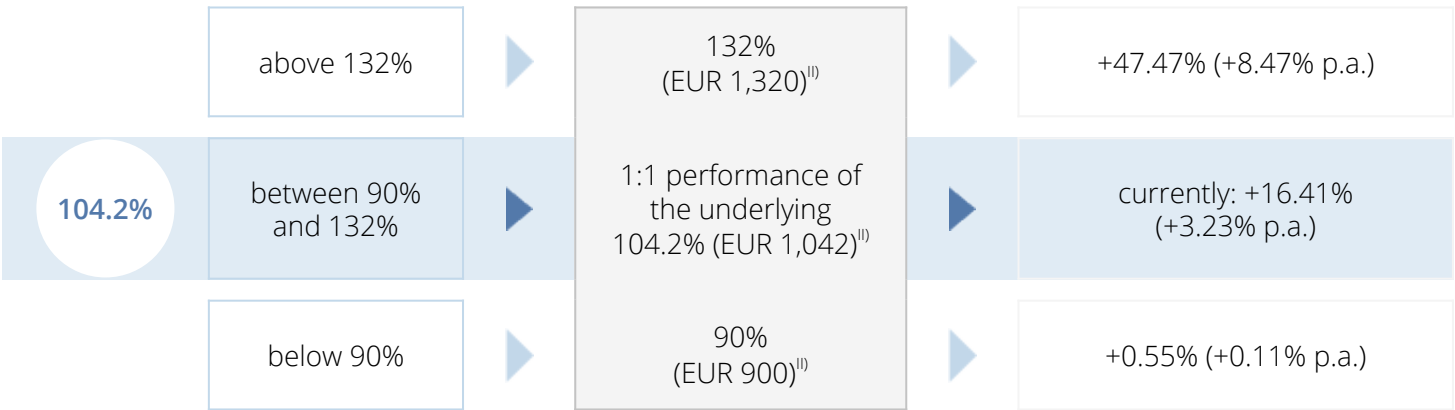 above 132%
132%
(EUR 1,320)II)
+47.47% (+8.47% p.a.)
104.2%
between 90%
and 132%
1:1 performance of
the underlying
104.2% (EUR 1,042)II)
currently: +16.41%
(+3.23% p.a.)
below 90%
90%
(EUR 900)II)
+0.55% (+0.11% p.a.)